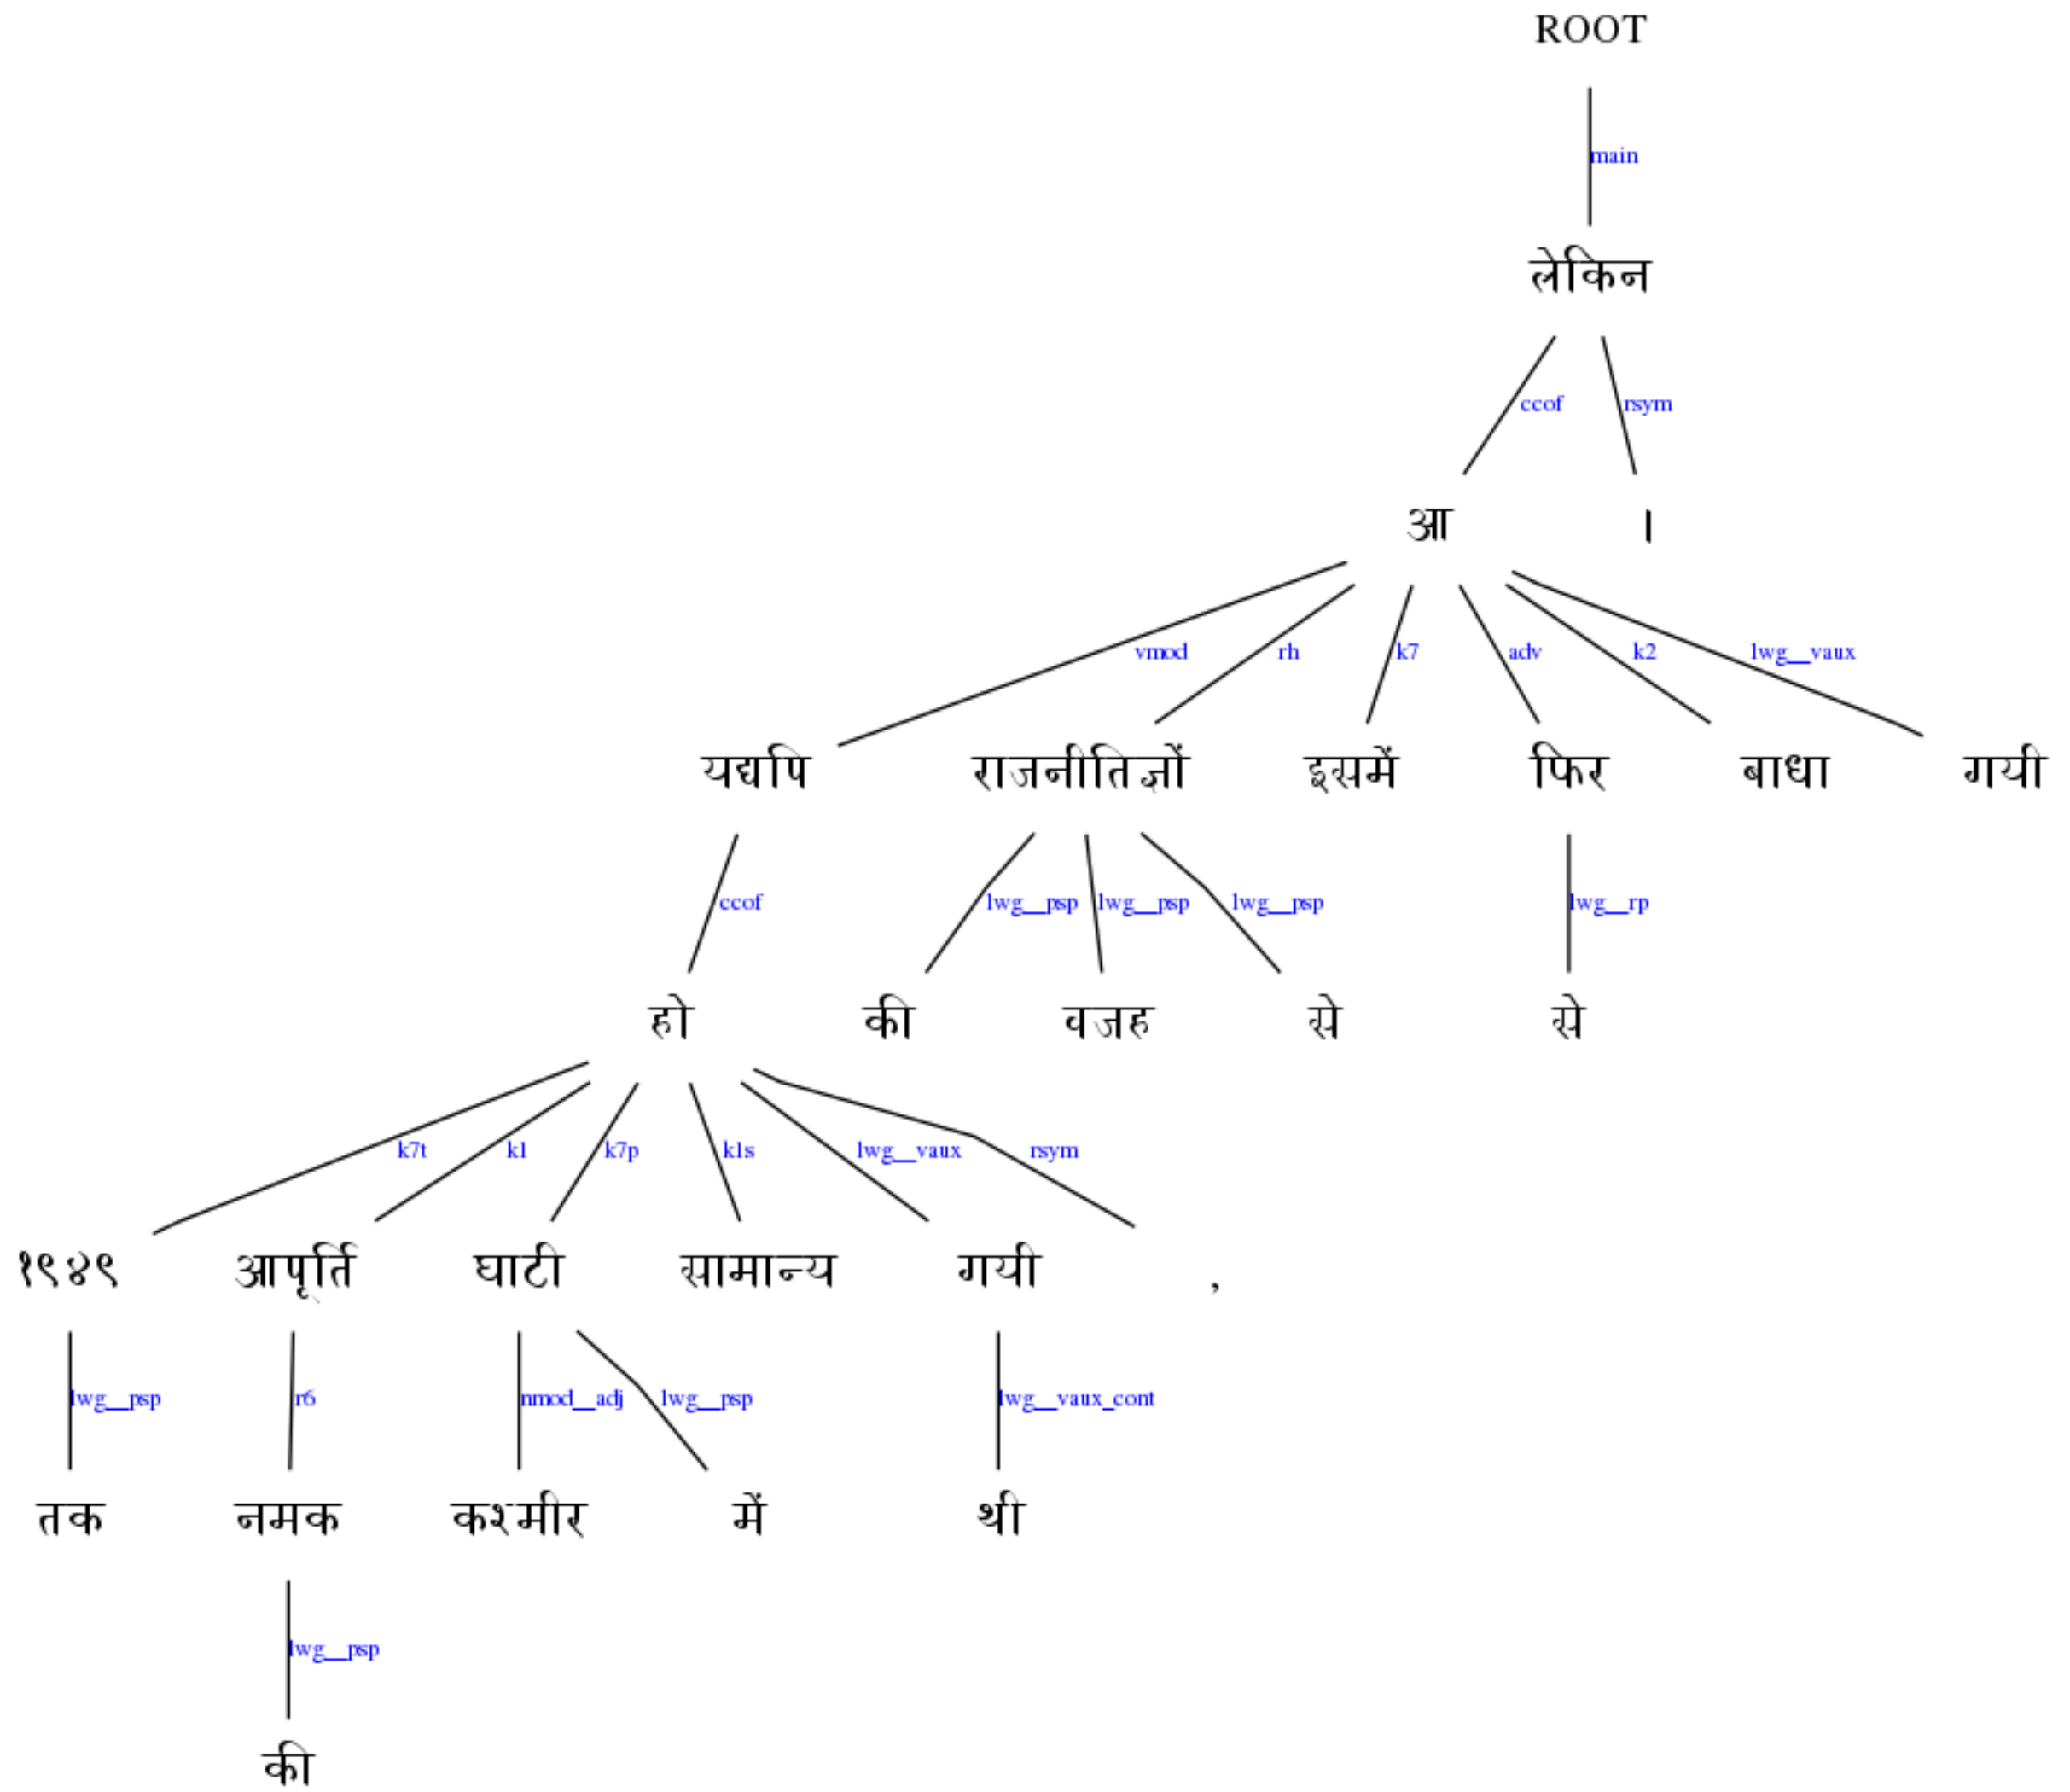 ROOT
main
लेकिन
ccof rsym
आ ।
vmod rh k7 adv k2 lwg__vaux
यद्यपि राजनीतिज्ञों इसमें फिर बाधा गयी
ccof lwg__psp lwg__psp lwg__psp lwg__rp
हो की वजह से से
k7t k1 k7p k1s lwg__vaux rsym
१९४९ आपूर्ति घाटी सामान्य गयी ,
lwg__psp r6 nmod__adj lwg__psp lwg__vaux_cont
तक नमक कश्मीर में थी
lwg__psp
की